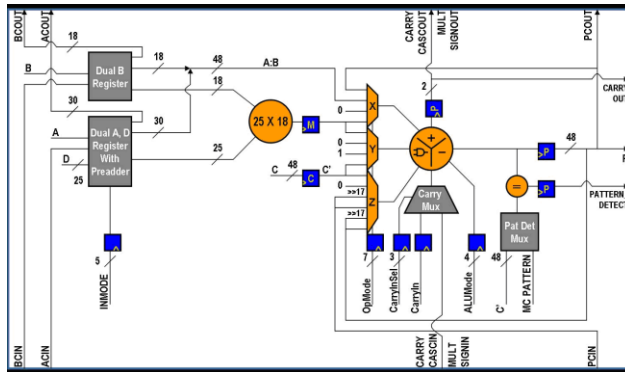 BCOUT
ACOUT
CARRY
CASCOUT
MULT
SIGNOUT
PCOUT
18
B
18
48
A:B
18
Dual B
Register
2
P
CARRY
OUT
30
A
Dual A, D
Register
With
Preadder
30
D
25
25
25 X 18
M
0
X
0
1
Y
C
48
C
C'
0
>>17
>>17
Z
+
−
P
48
P
=
P
PATTERN
DETECT
Carry
Mux
Pat Det
Mux
5
INMODE
7
OpMode
3
CarryInSel
CarryIn
4
ALUMode
48
C'
MC PATTERN
BCIN
ACIN
CARRY
CASCIN
MULT
SIGNIN
PCIN